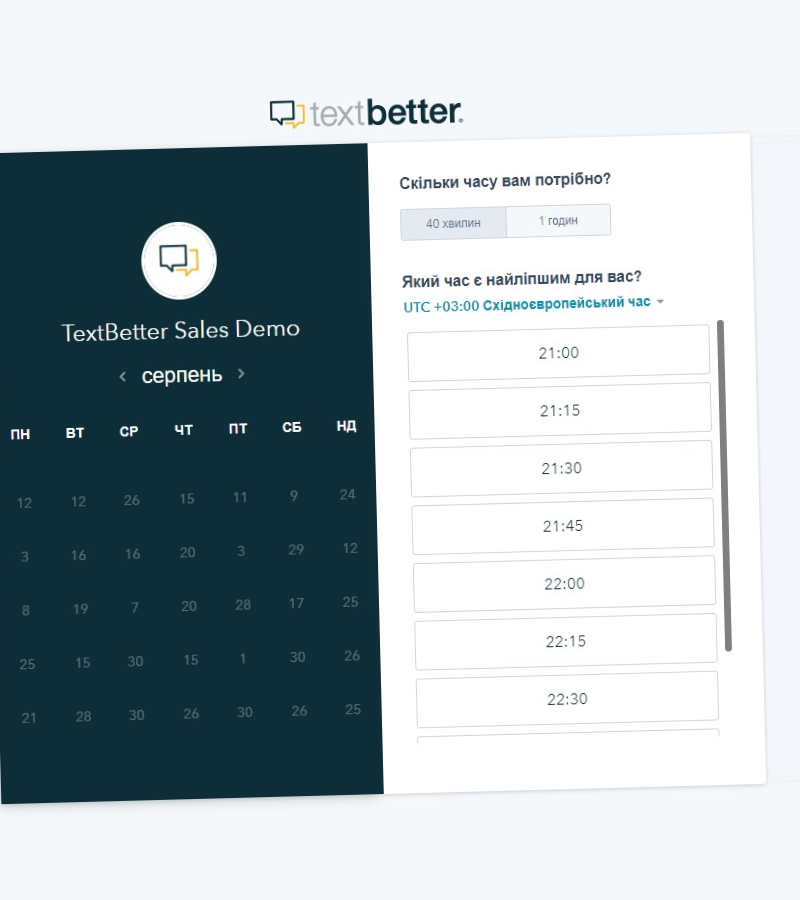 textbetter.
TextBetter Sales Demo
серпень
ПН ВТ СР ЧТ ПТ СБ НД
12 12 26 15 11 9 24
3 16 16 20 3 29 12
8 19 7 20 28 17 25
25 15 30 15 1 30 26
21 28 30 26 30 26 25
Скільки часу вам потрібно?
40 хвилин 1 годин
Який час є найліпшим для вас?
UTC +03:00 Східноєвропейський час
21:00
21:15
21:30
21:45
22:00
22:15
22:30